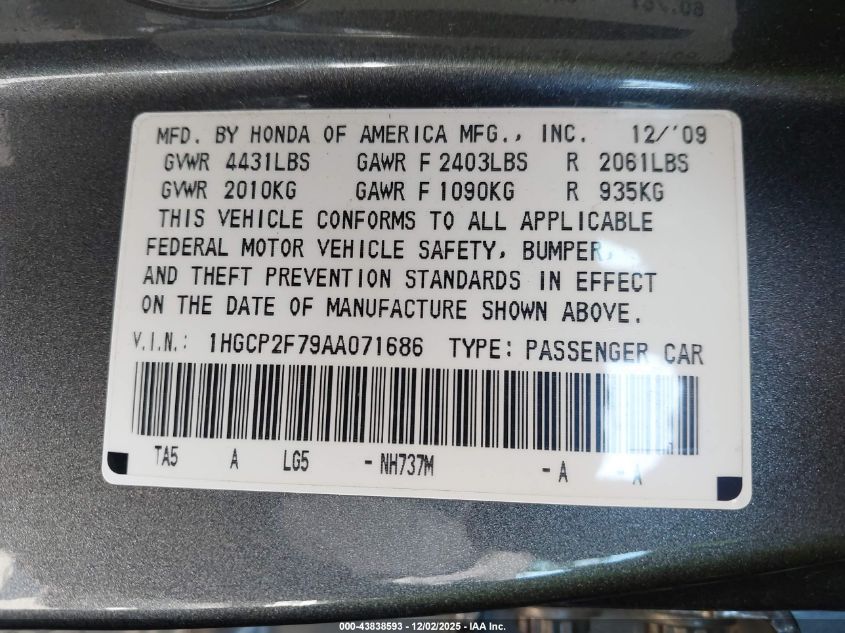 MFD. BY HONDA OF AMERICA MFG., INC. 12/'09
GVWR 4431LBS GAWR F 2403LBS R 2061LBS
GVWR 2010KG GAWR F 1090KG R 935KG
THIS VEHICLE CONFORMS TO ALL APPLICABLE
FEDERAL MOTOR VEHICLE SAFETY, BUMPER,
AND THEFT PREVENTION STANDARDS IN EFFECT
ON THE DATE OF MANUFACTURE SHOWN ABOVE.
V.I.N.: 1HGCP2F79AA071686 TYPE: PASSENGER CAR
TA5 A LG5 - NH737M - A - A
000-43838593 - 12/02/2025 - IAA Inc.